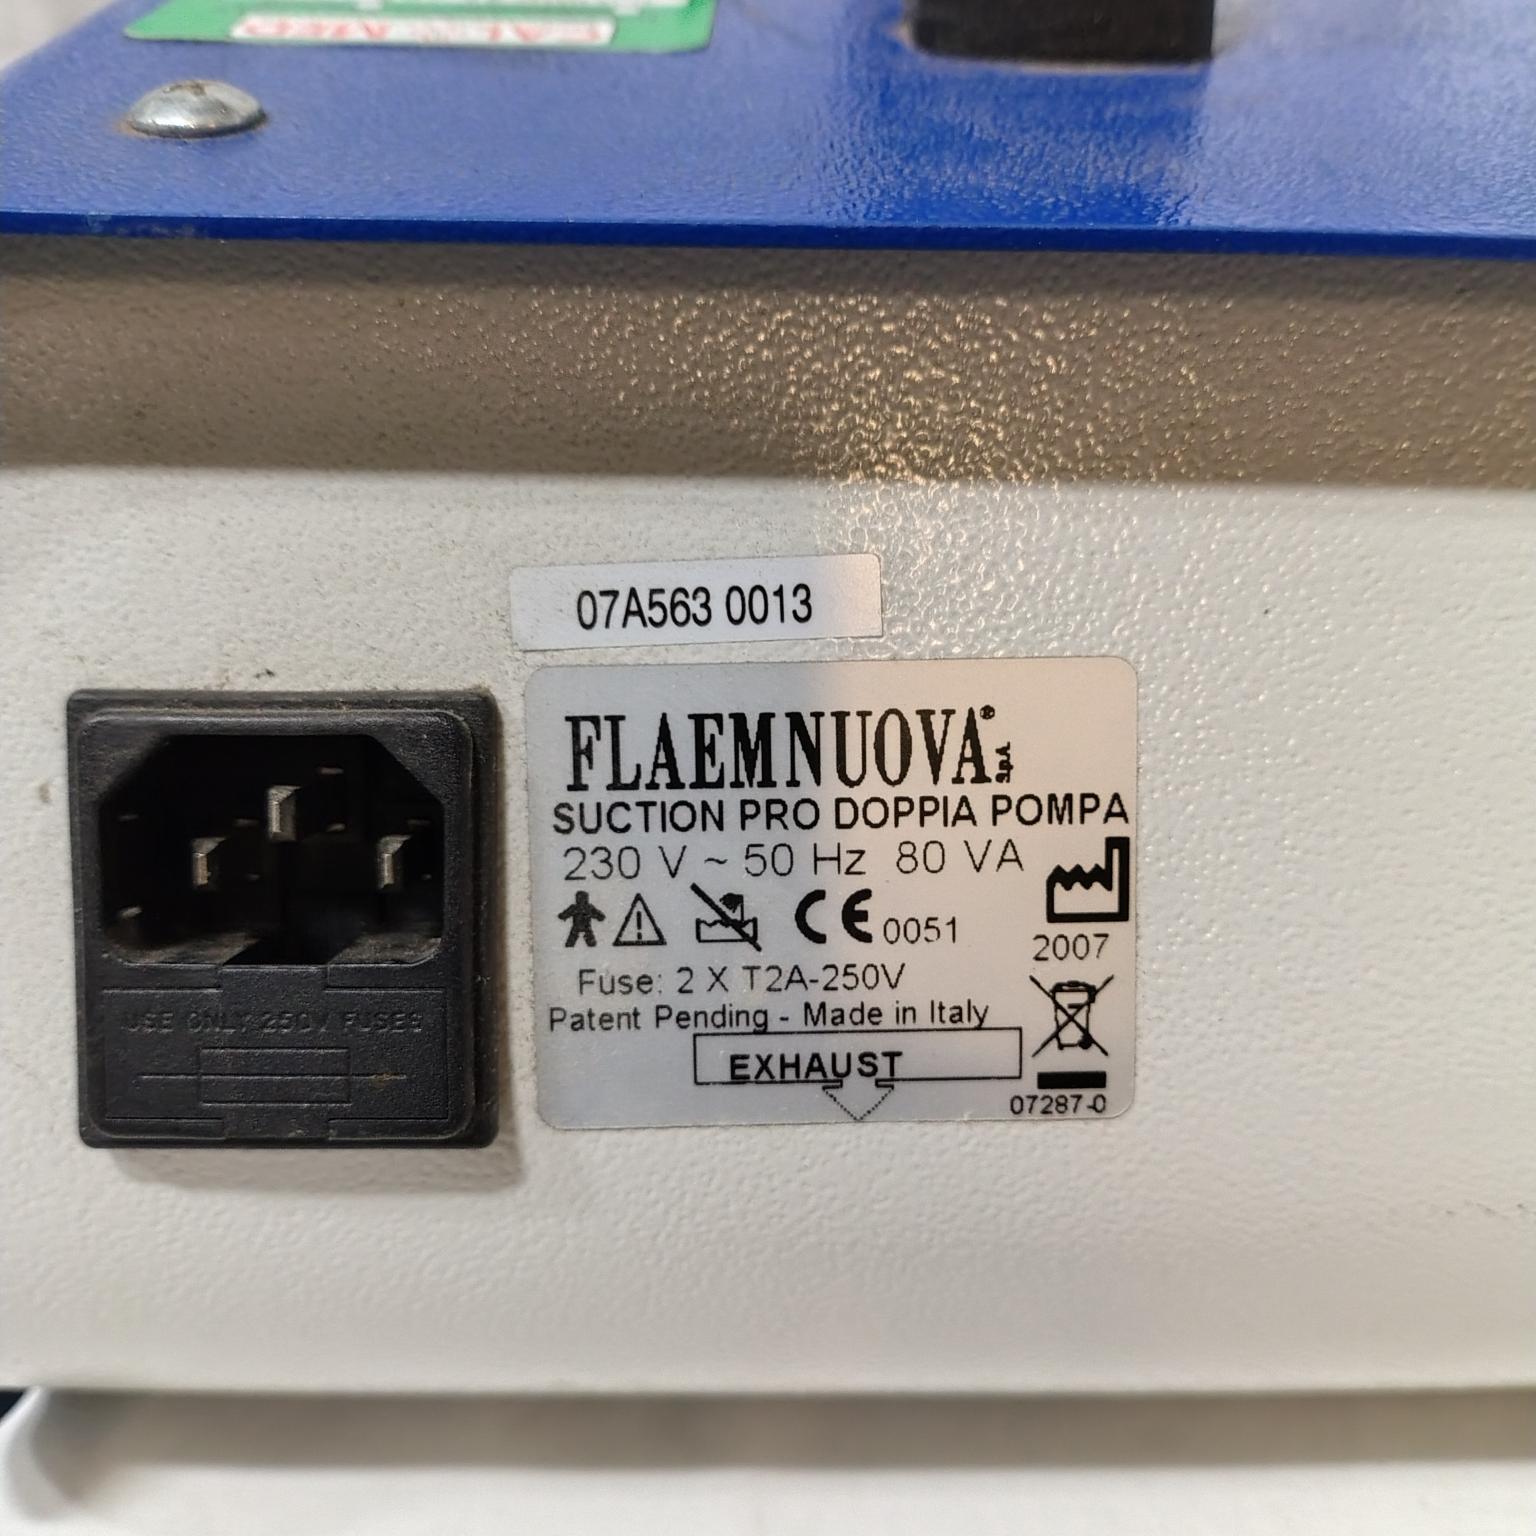 07A563 0013
FLAEMNUOVA® S.p.A.
SUCTION PRO DOPPIA POMPA
230 V ~ 50 Hz 80 VA
CE 0051
2007
Fuse: 2 X T2A-250V
Patent Pending - Made in Italy
EXHAUST
07287-0
USE ONLY 250V FUSES